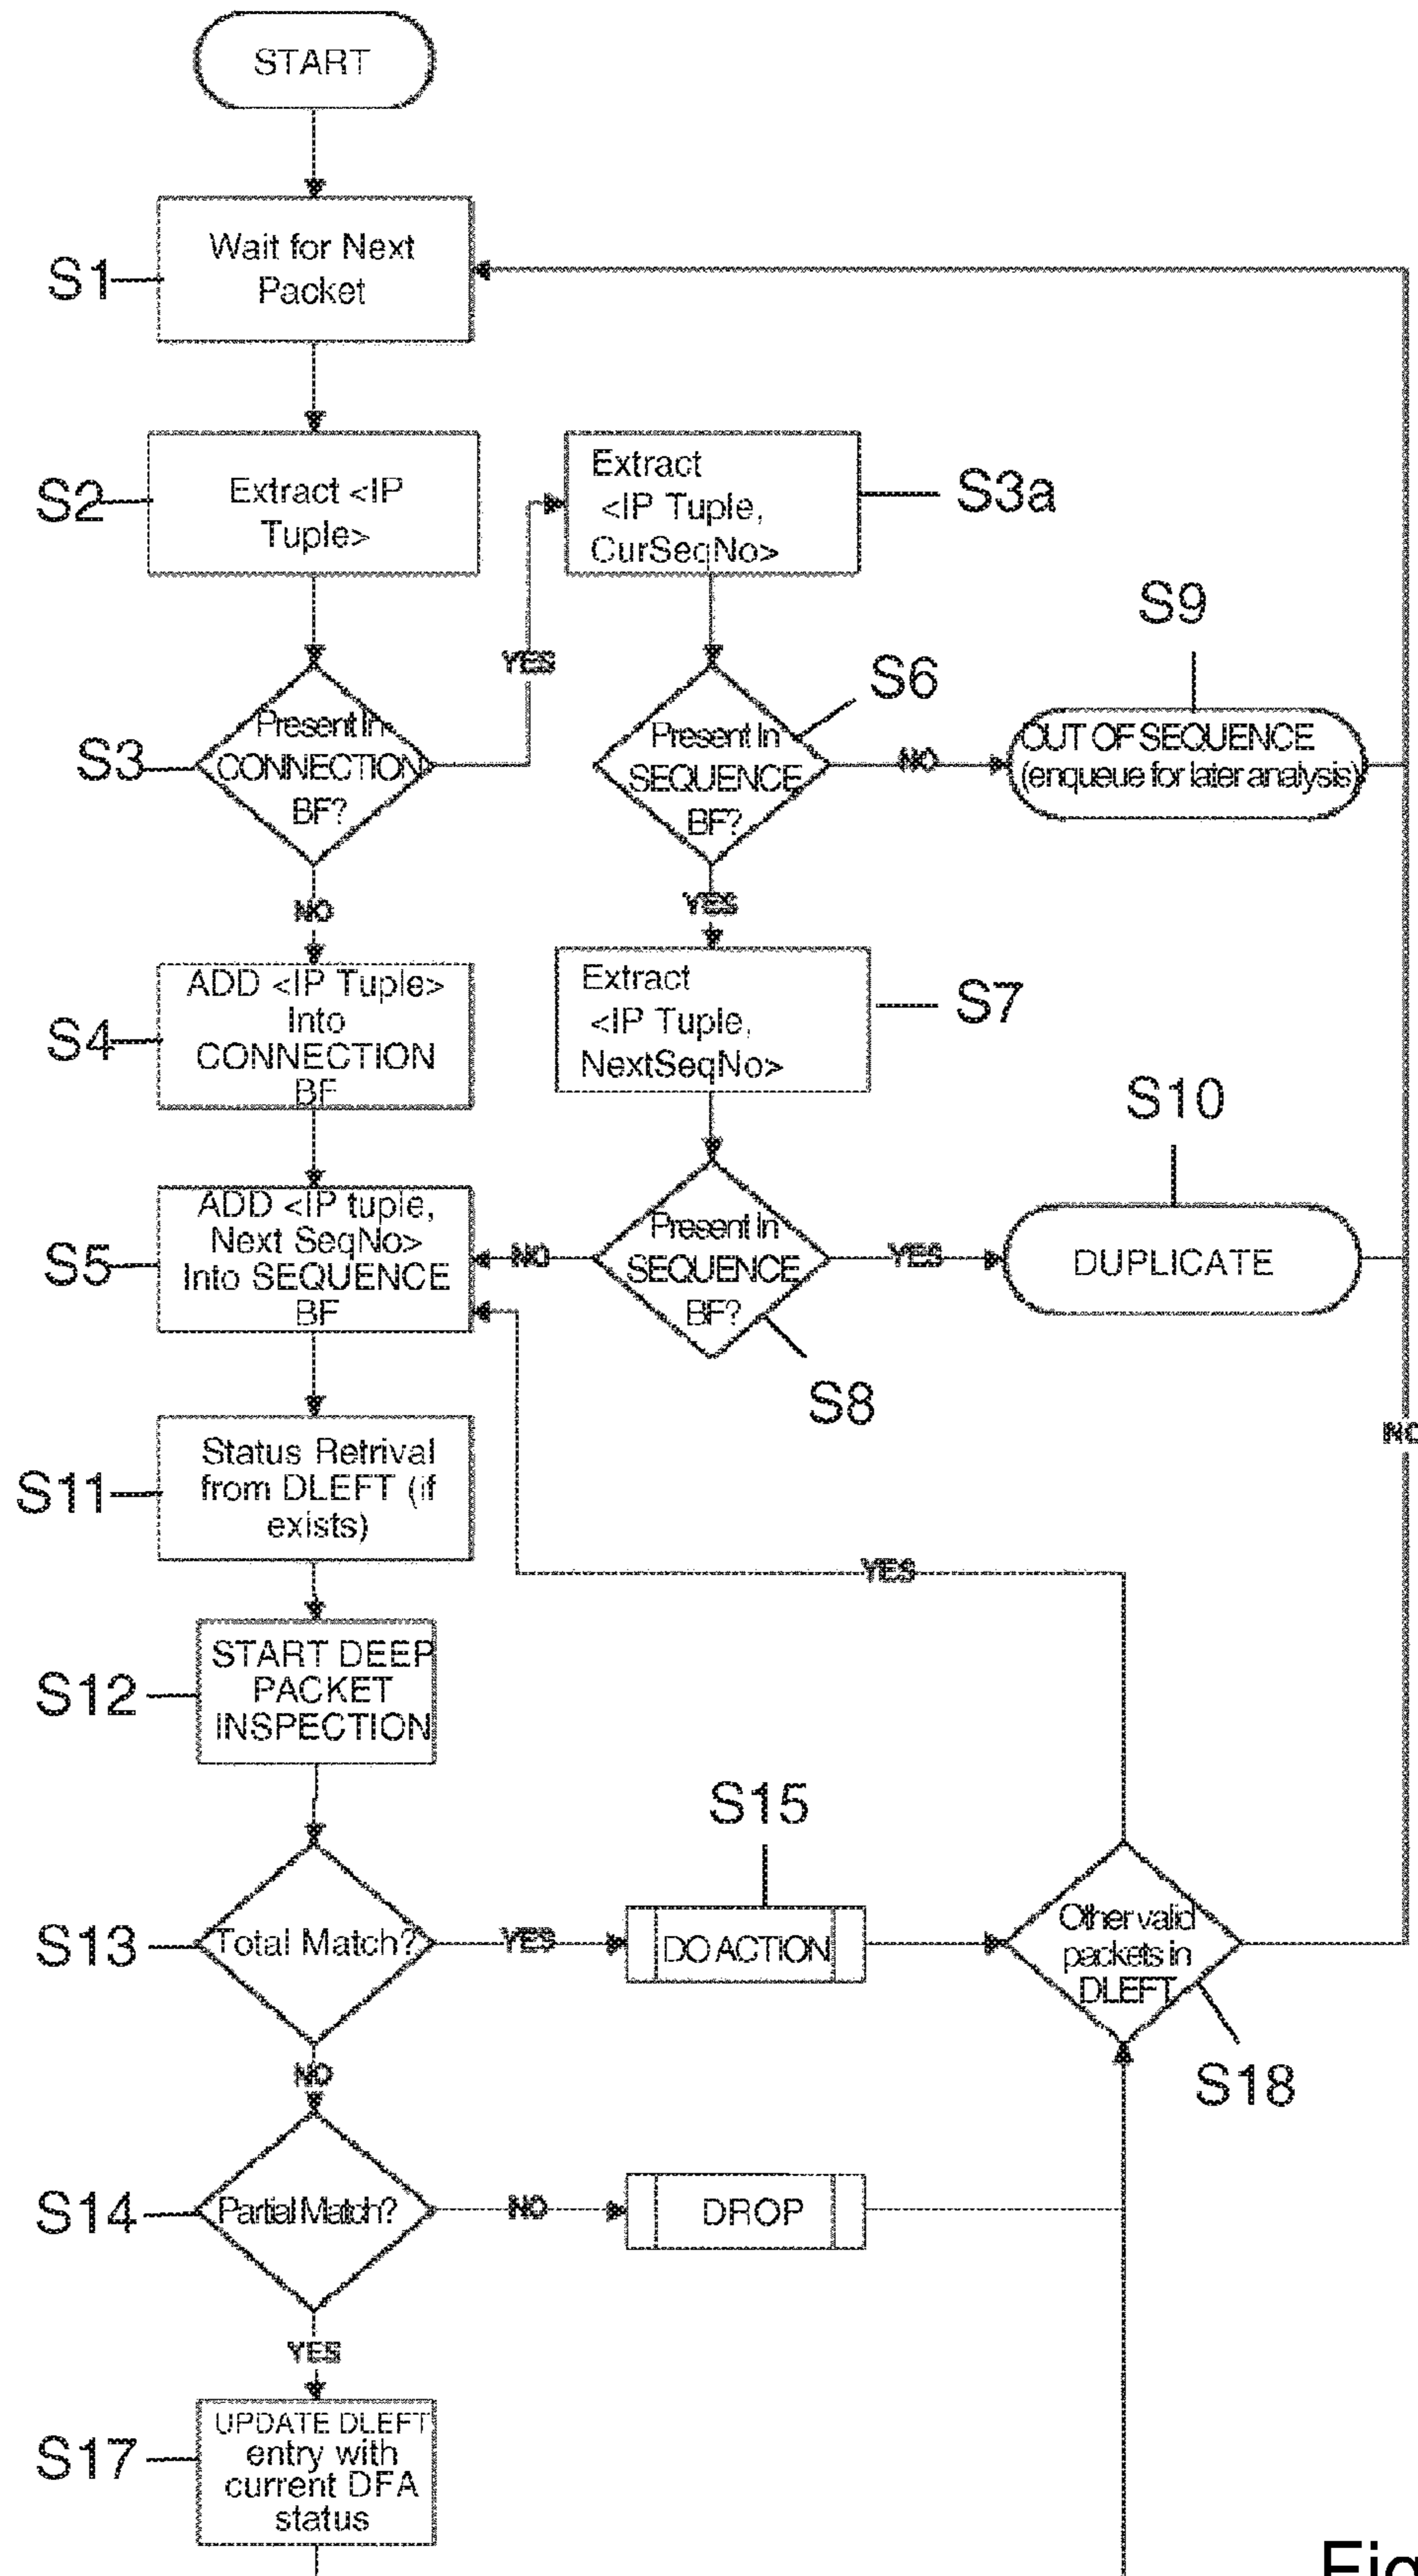 START
S1
Wait for Next
Packet
S2
Extract <IP
Tuple>
Extract
<IP Tuple,
CurSeqNo>
S3a
S3
Present In
CONNECTION
BF?
YES
NO
Present In
SEQUENCE
BF?
S6
NO
YES
S9
OUT OF SEQUENCE
(enqueue for later analysis)
S4
ADD <IP Tuple>
Into
CONNECTION
BF
Extract
<IP Tuple,
NextSeqNo>
S7
S5
ADD <IP tuple,
Next SeqNo>
Into SEQUENCE
BF
NO
Present In
SEQUENCE
BF?
S8
YES
S10
DUPLICATE
NO
S11
Status Retrival
from DLEFT (if
exists)
YES
S12
START DEEP
PACKET
INSPECTION
S13
Total Match?
YES
NO
S15
DO ACTION
Other valid
packets in
DLEFT
S18
S14
Partial Match?
NO
DROP
YES
S17
UPDATE DLEFT
entry with
current DFA
status
Fig